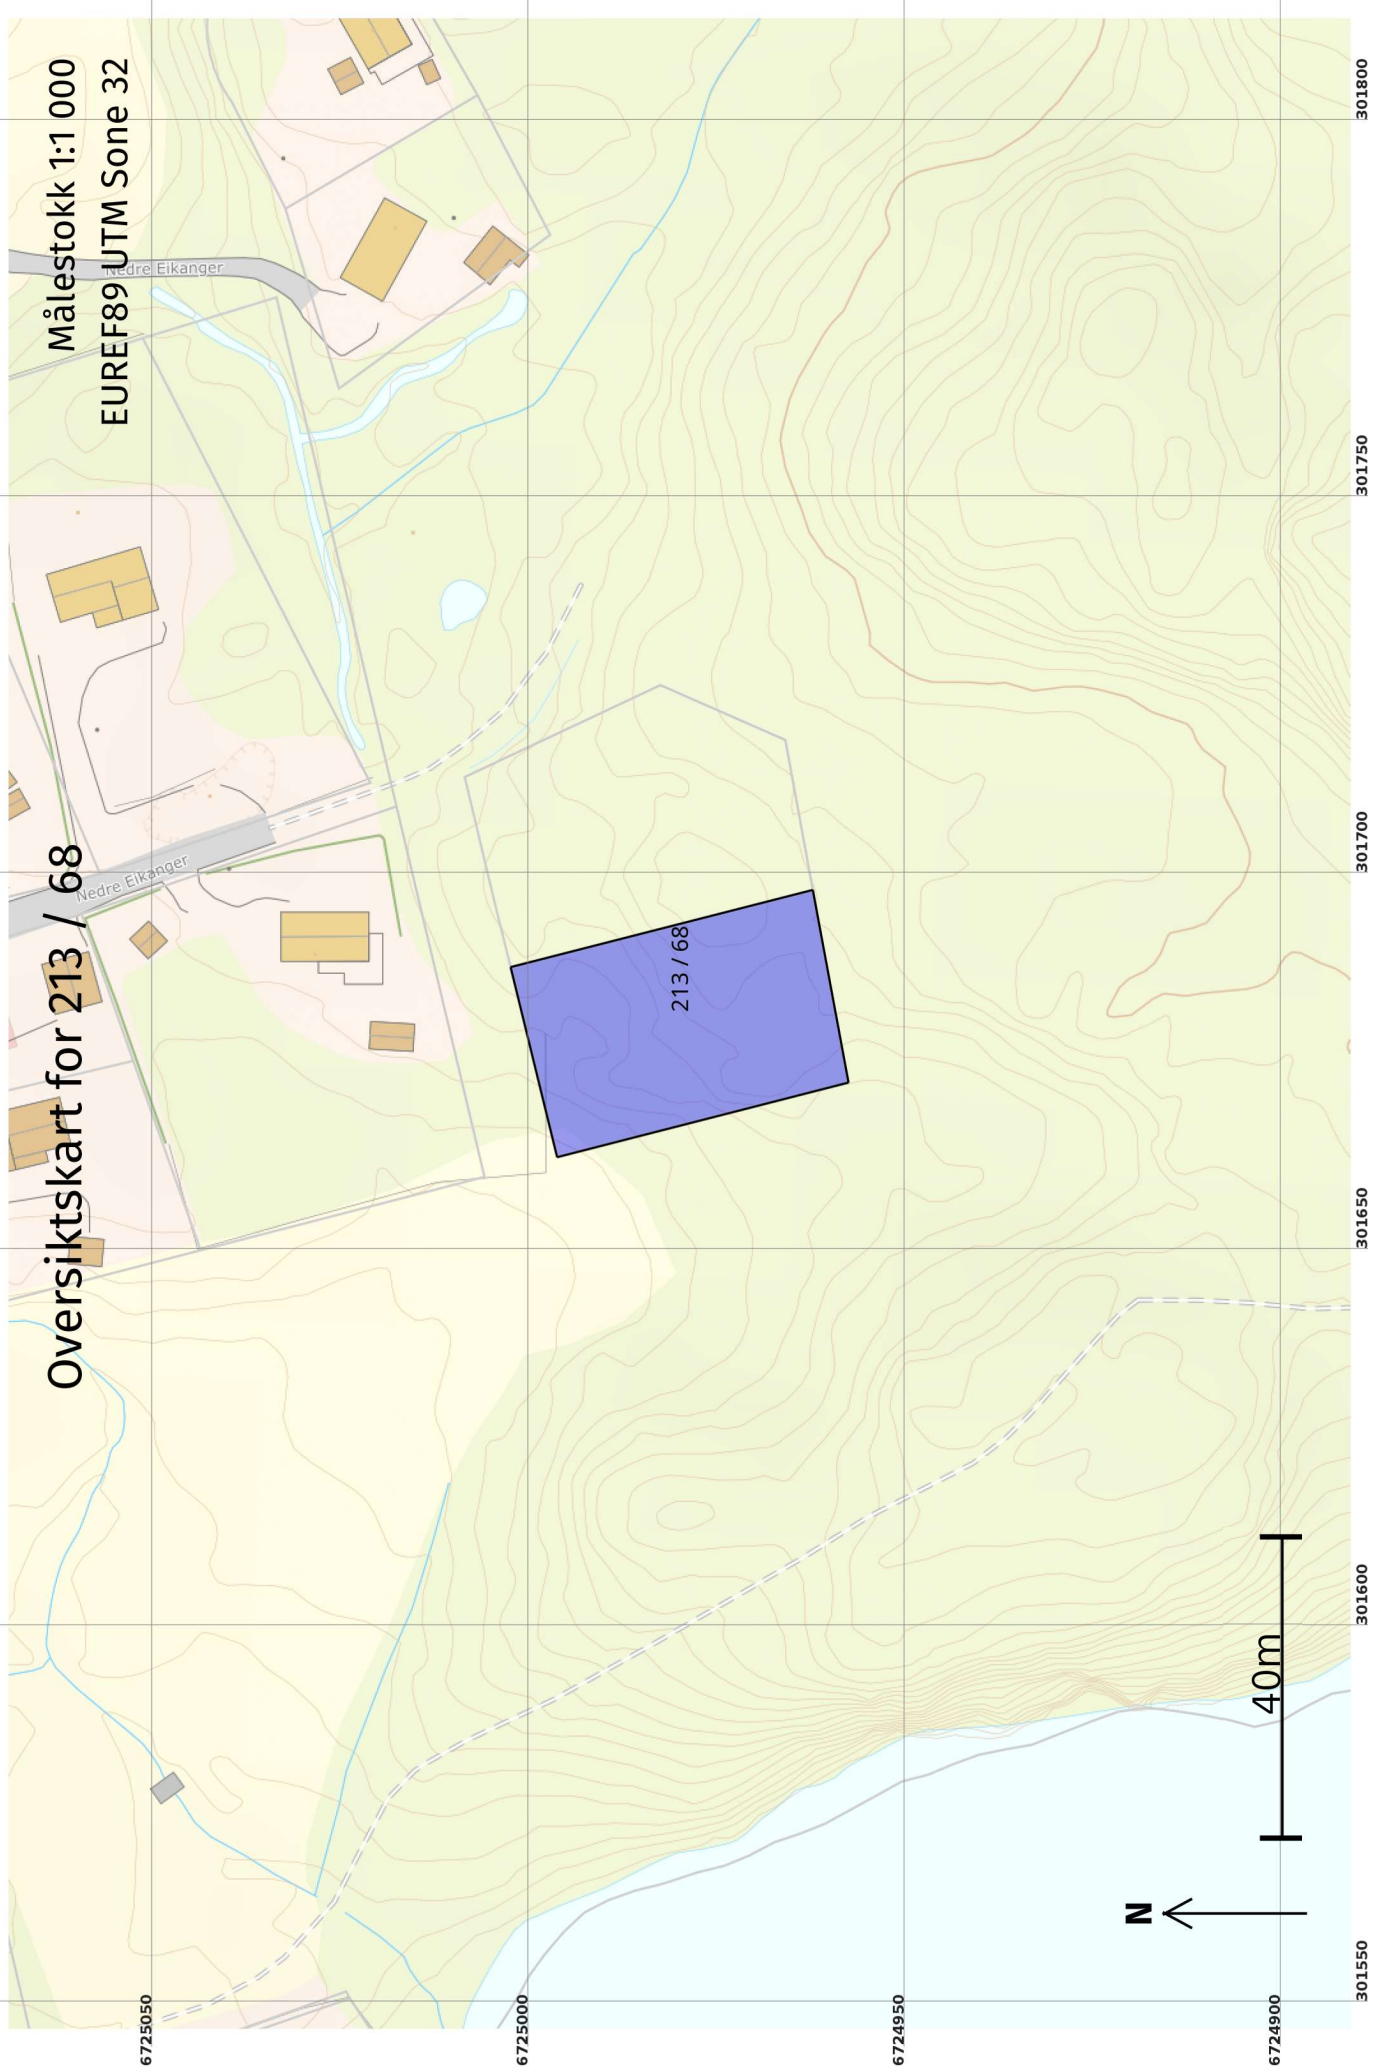 Oversiktskart for 213 / 68
Målestokk 1:1 000
EUREF89 UTM Sone 32
Nedre Eikanger
Nedre Eikanger
213 / 68
40m
N
6725050
6725000
6724950
6724900
301550
301600
301650
301700
301750
301800